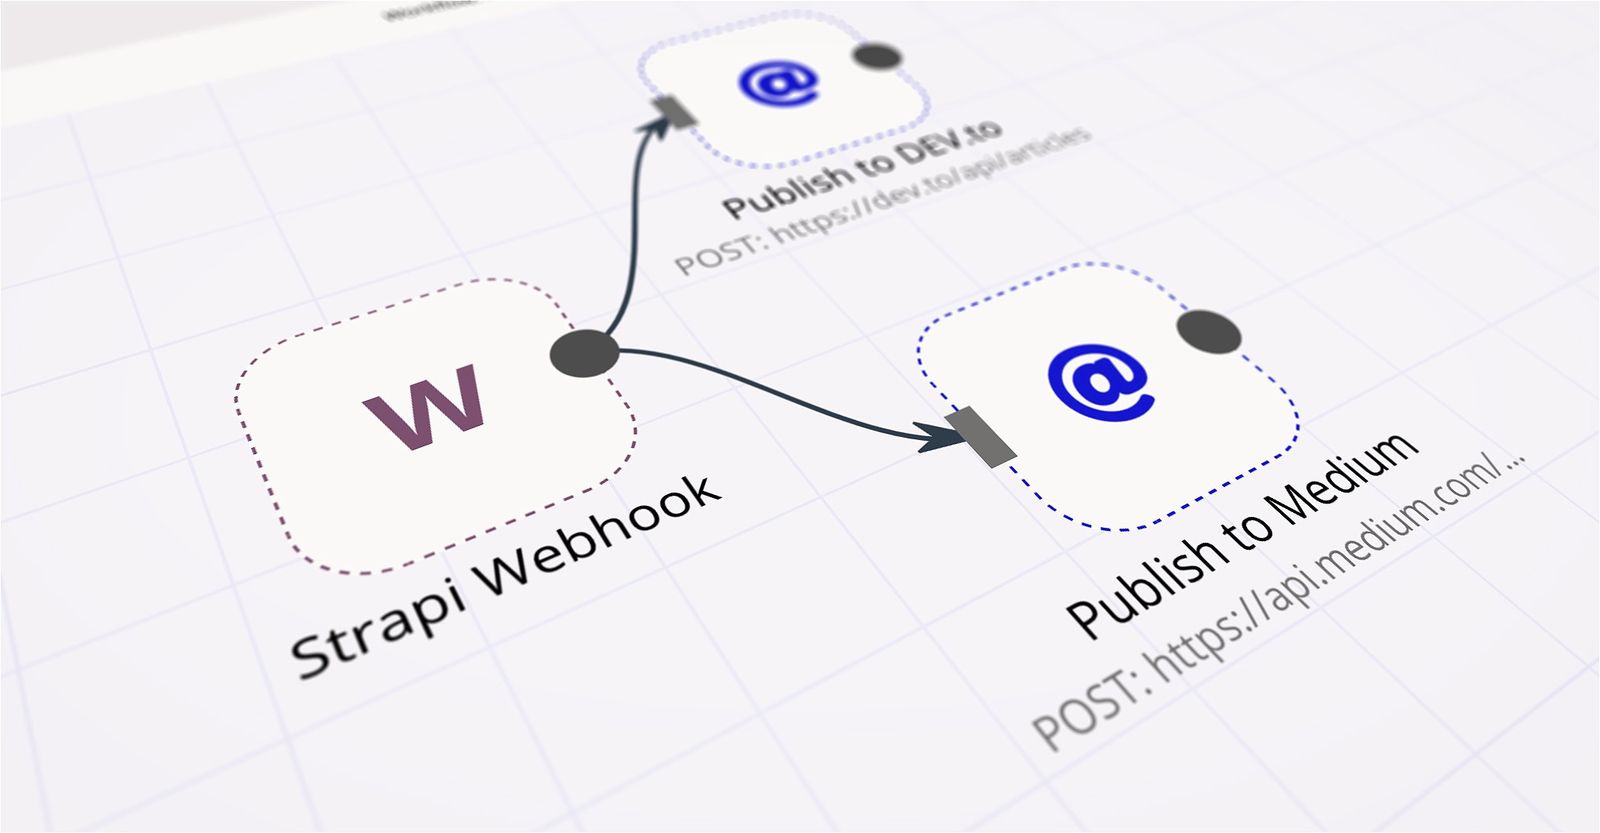 Workflow
@
Publish to DEV.to
POST: https://dev.to/api/articles
W
Strapi Webhook
@
Publish to Medium
POST: https://api.medium.com/...